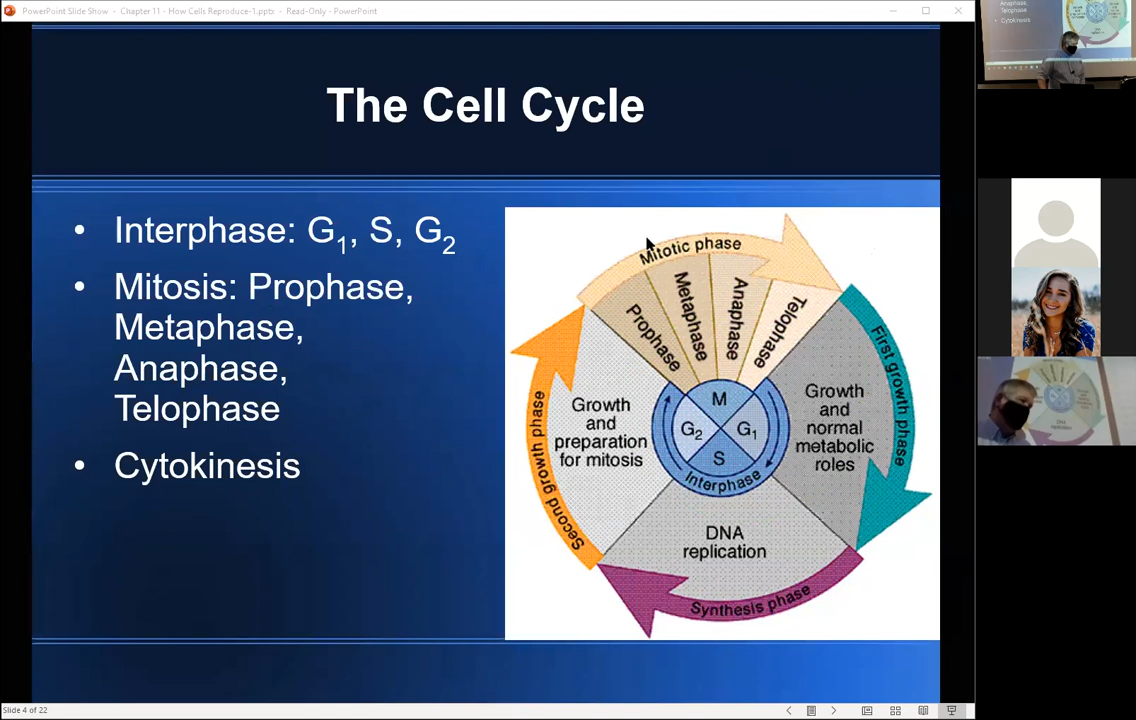 PowerPoint Slide Show - Chapter 11 - How Cells Reproduce-1.pptx - Read-Only - PowerPoint
The Cell Cycle
• Interphase: G1, S, G2
• Mitosis: Prophase,
Metaphase,
Anaphase,
Telophase
• Cytokinesis
Mitotic phase
Prophase
Metaphase
Anaphase
Telophase
First growth phase
Growth
and
normal
metabolic
roles
Growth
and
preparation
for mitosis
Second growth phase
M
G2
G1
S
Interphase
DNA
replication
Synthesis phase
Slide 4 of 22
Anaphase,
Telophase
• Cytokinesis